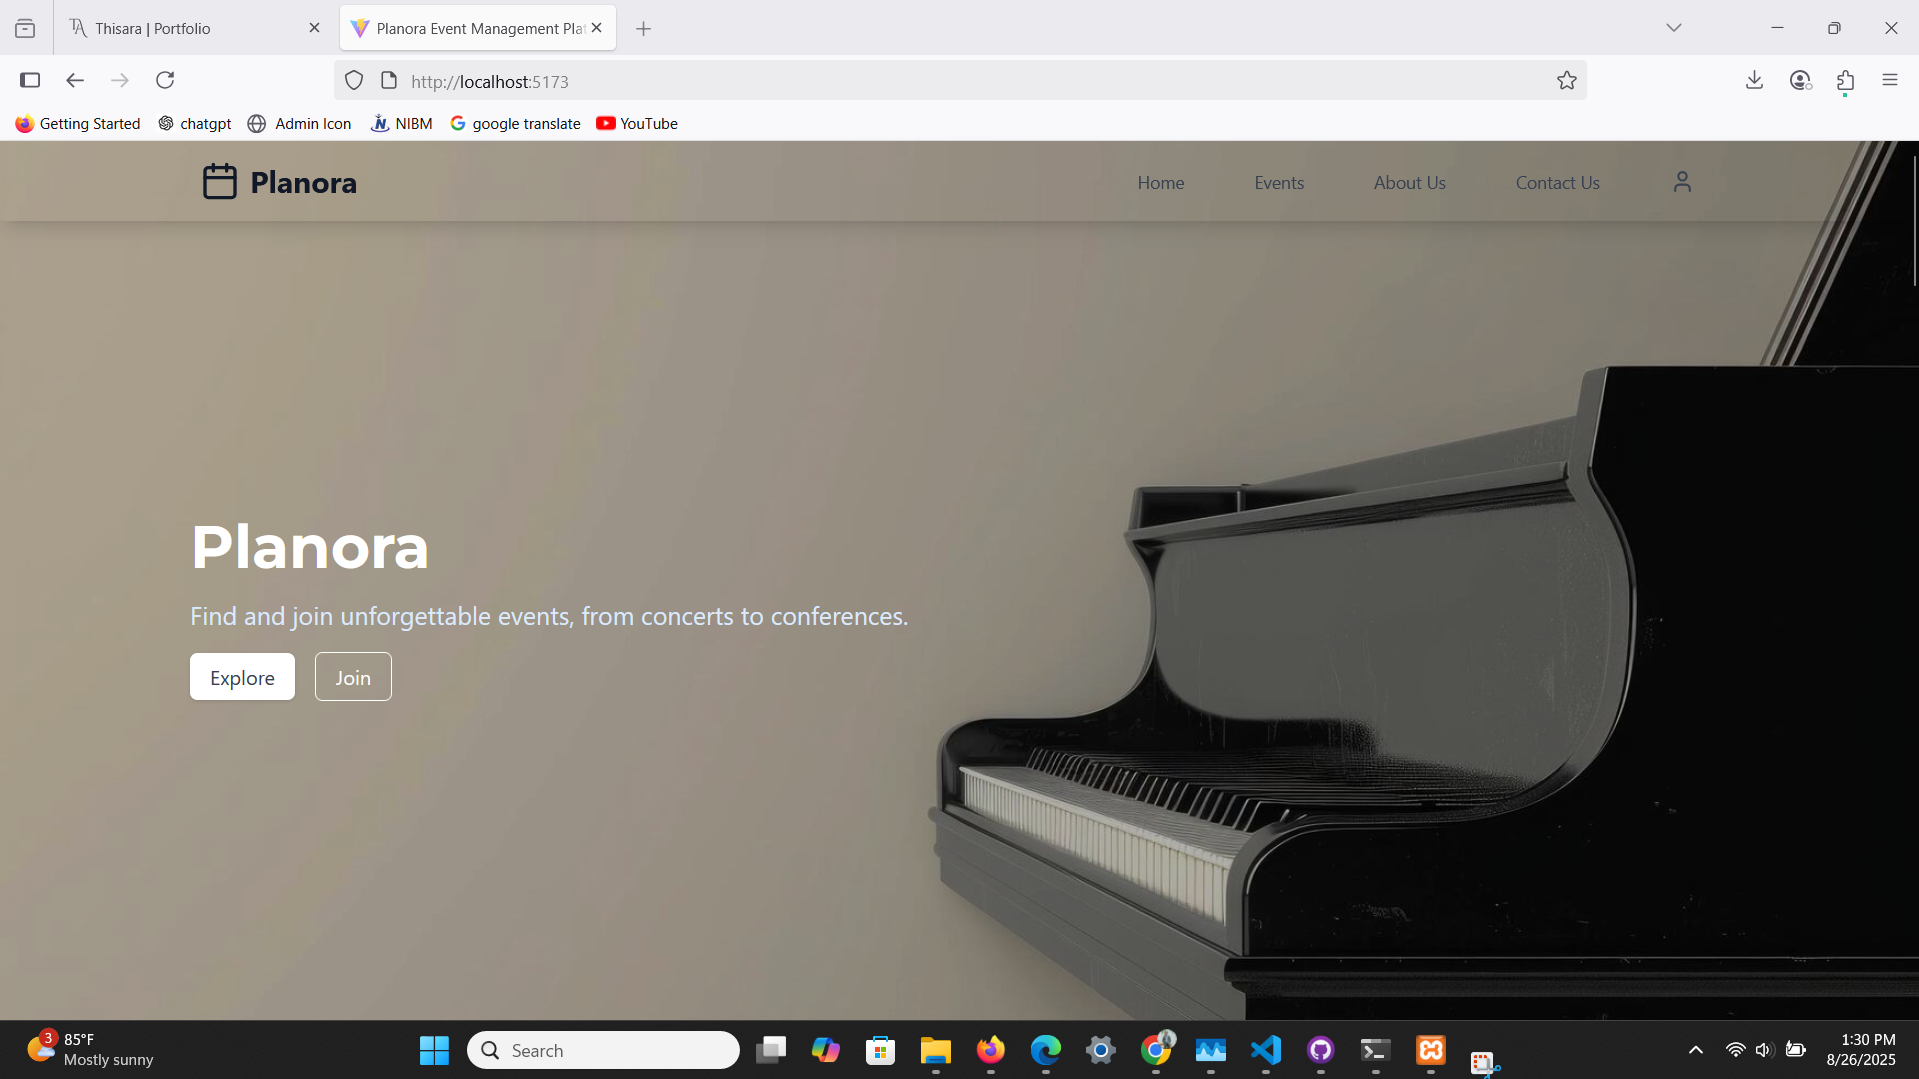 Thisara | Portfolio
Planora Event Management Pla
http://localhost:5173
Getting Started chatgpt Admin Icon NIBM google translate YouTube
Planora
Home Events About Us Contact Us
Planora
Find and join unforgettable events, from concerts to conferences.
Explore Join
3
85°F
Mostly sunny
Search
1:30 PM
8/26/2025